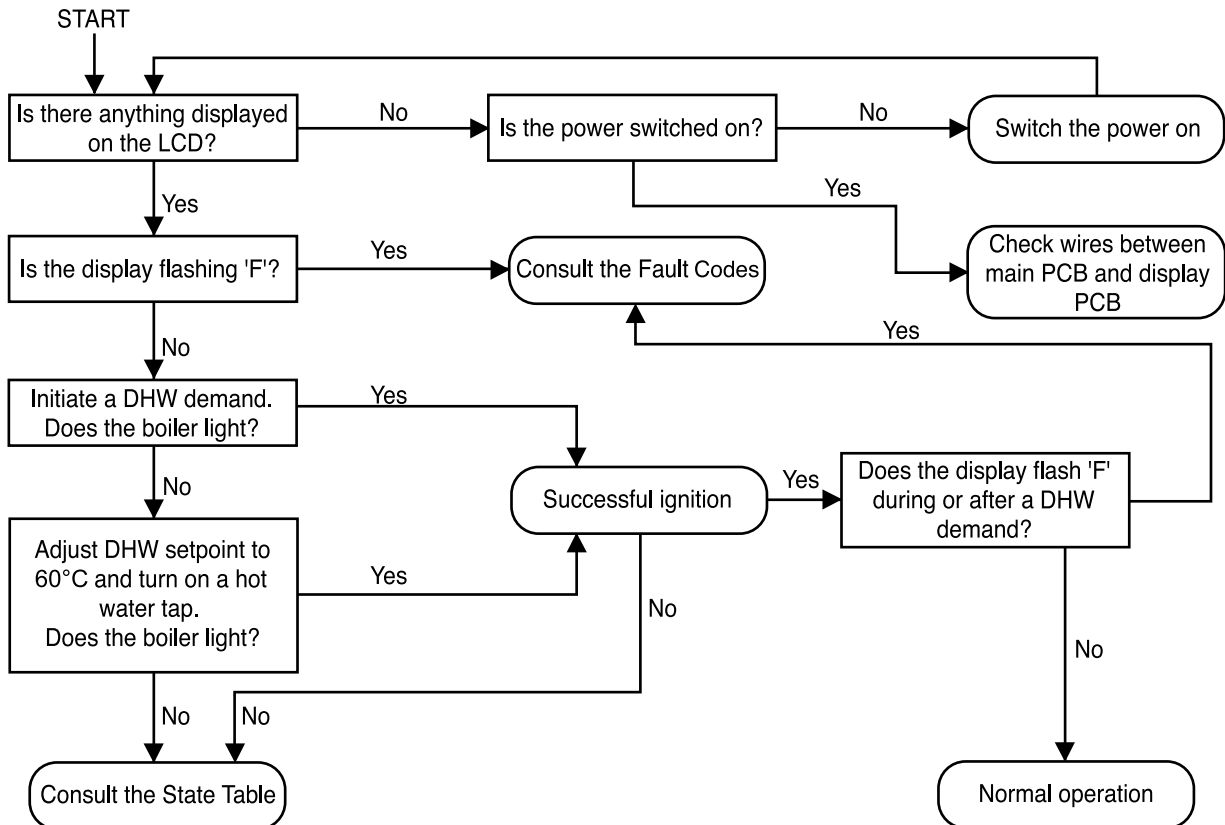 START
Is there anything displayed
on the LCD?
No
Is the power switched on?
No
Switch the power on
Yes
Yes
Check wires between
main PCB and display
PCB
Is the display flashing 'F'?
Yes
Consult the Fault Codes
Yes
No
Initiate a DHW demand.
Does the boiler light?
Yes
No
Successful ignition
Yes
Does the display flash 'F'
during or after a DHW
demand?
Adjust DHW setpoint to
60°C and turn on a hot
water tap.
Does the boiler light?
Yes
No
No
No
No
Consult the State Table
Normal operation